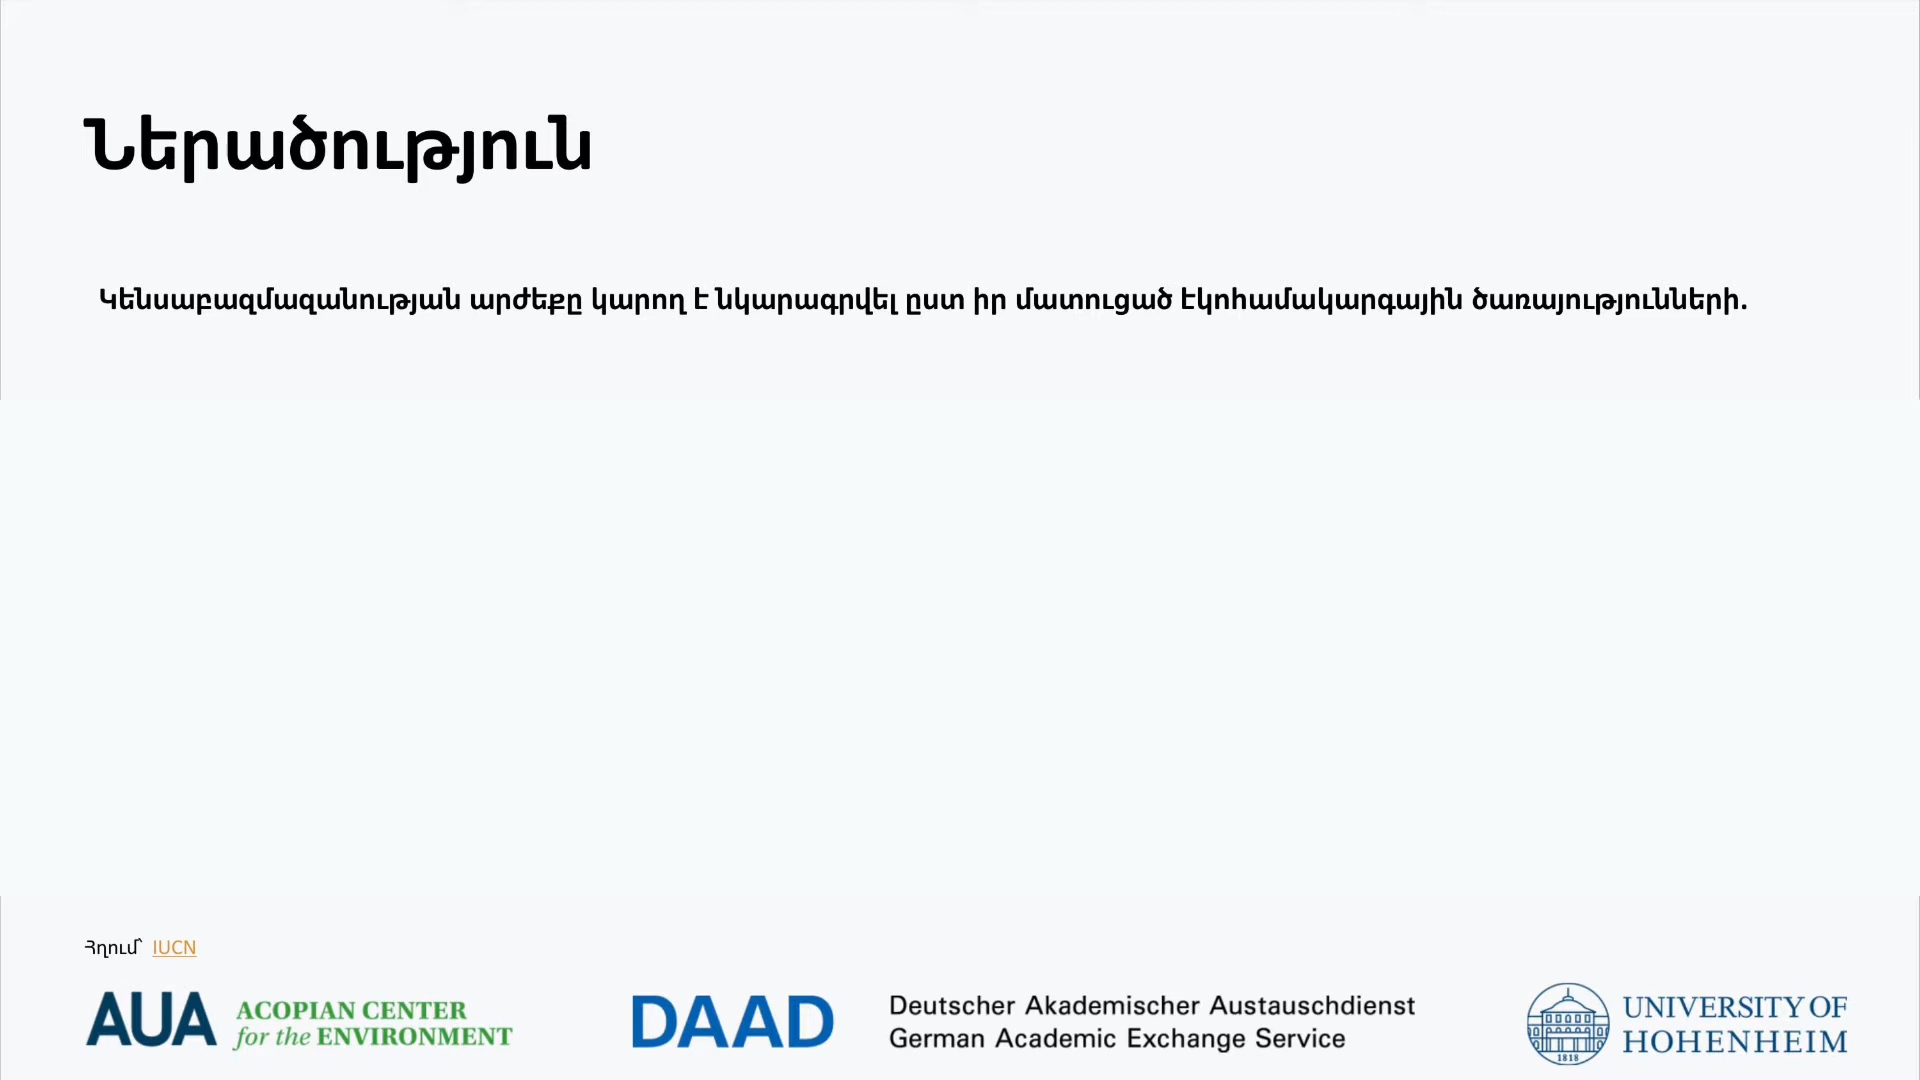 Ներածություն
Կենսաբազմազանության արժեքը կարող է նկարագրվել ըստ իր մատուցած էկոհամակարգային ծառայությունների.
Հղում՝ IUCN
AUA ACOPIAN CENTER
for the ENVIRONMENT
DAAD
Deutscher Akademischer Austauschdienst
German Academic Exchange Service
1818
UNIVERSITY OF
HOHENHEIM